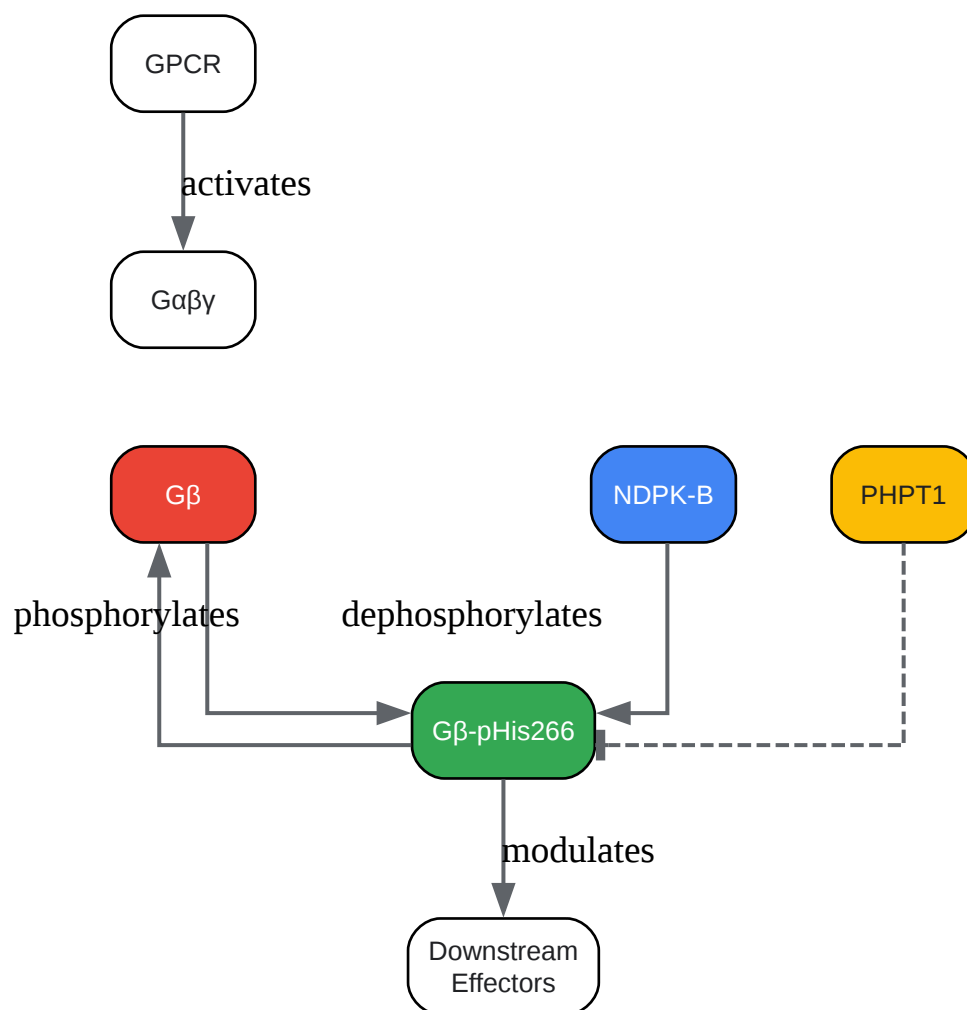 GPCR
activates
Gαβγ
Gβ
NDPK-B
PHPT1
phosphorylates
dephosphorylates
Gβ-pHis266
modulates
Downstream
Effectors